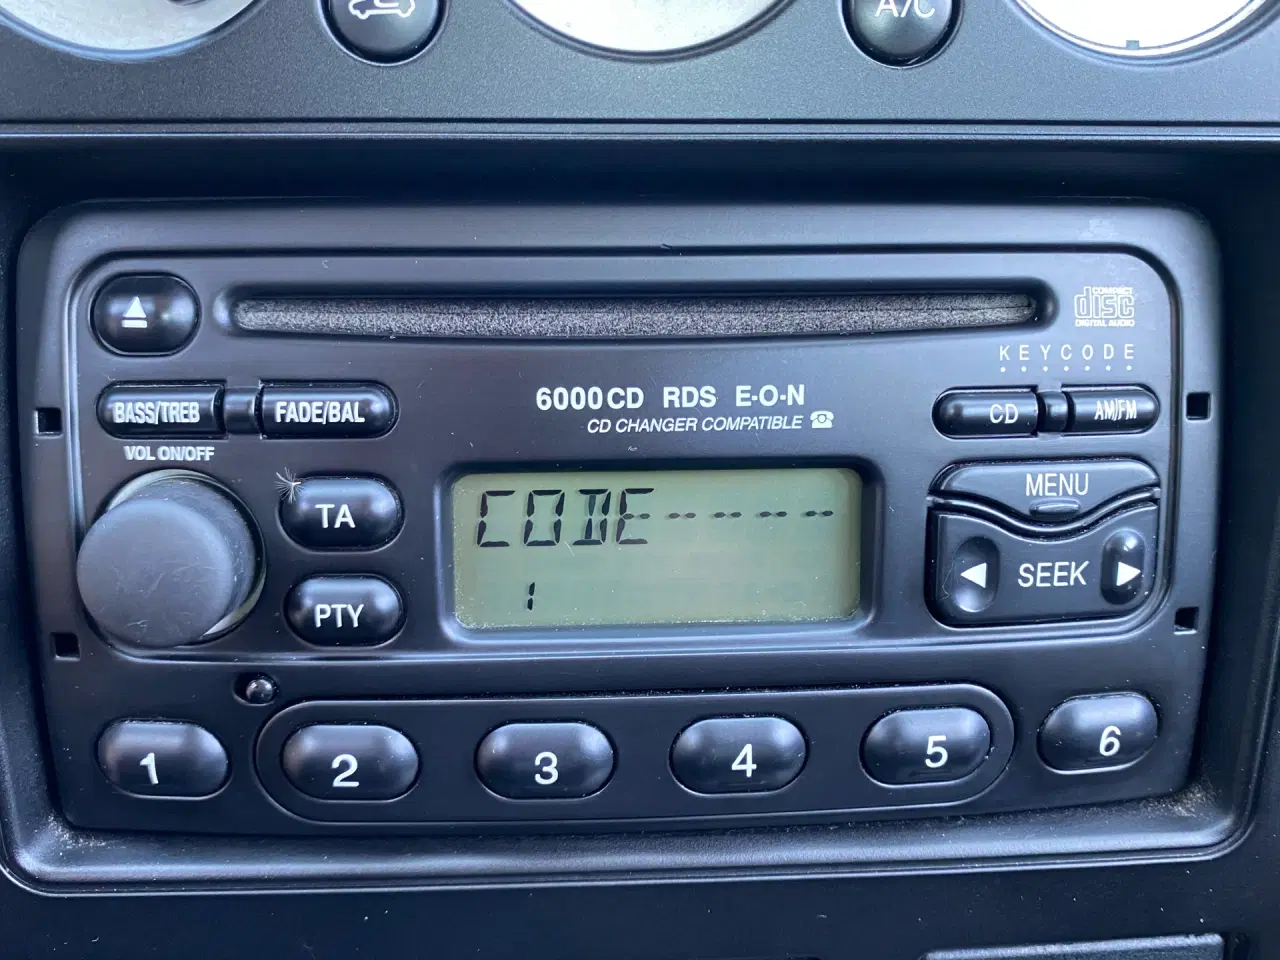 A/C
COMPACT
disc
DIGITAL AUDIO
KEYCODE
BASS/TREB
FADE/BAL
6000CD RDS E-O-N
CD CHANGER COMPATIBLE
CD
AM/FM
VOL ON/OFF
TA
CODE----
1
MENU
SEEK
PTY
1
2
3
4
5
6